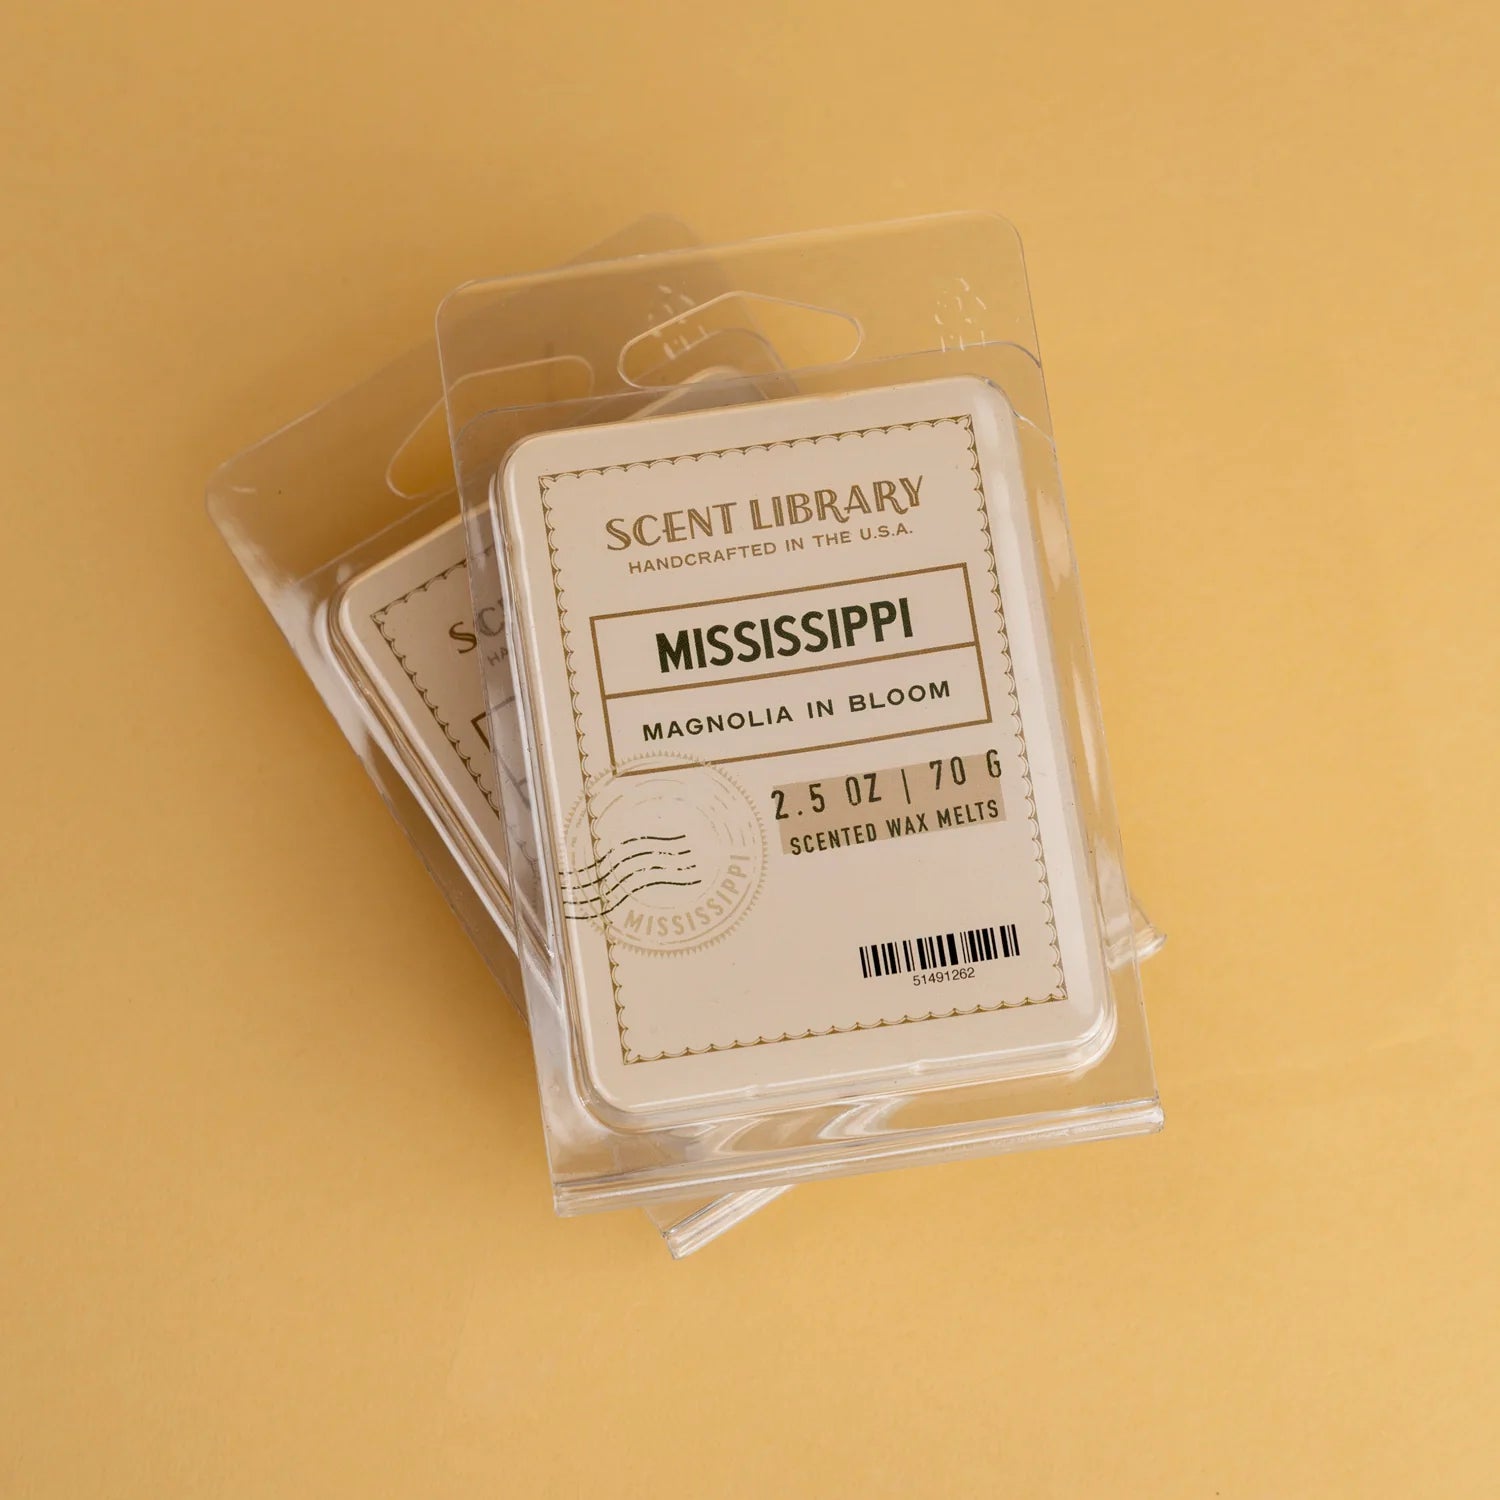 SCENT LIBRARY
HANDCRAFTED IN THE U.S.A.
MISSISSIPPI
MAGNOLIA IN BLOOM
2.5 OZ | 70 G
SCENTED WAX MELTS
MISSISSIPPI
51491262